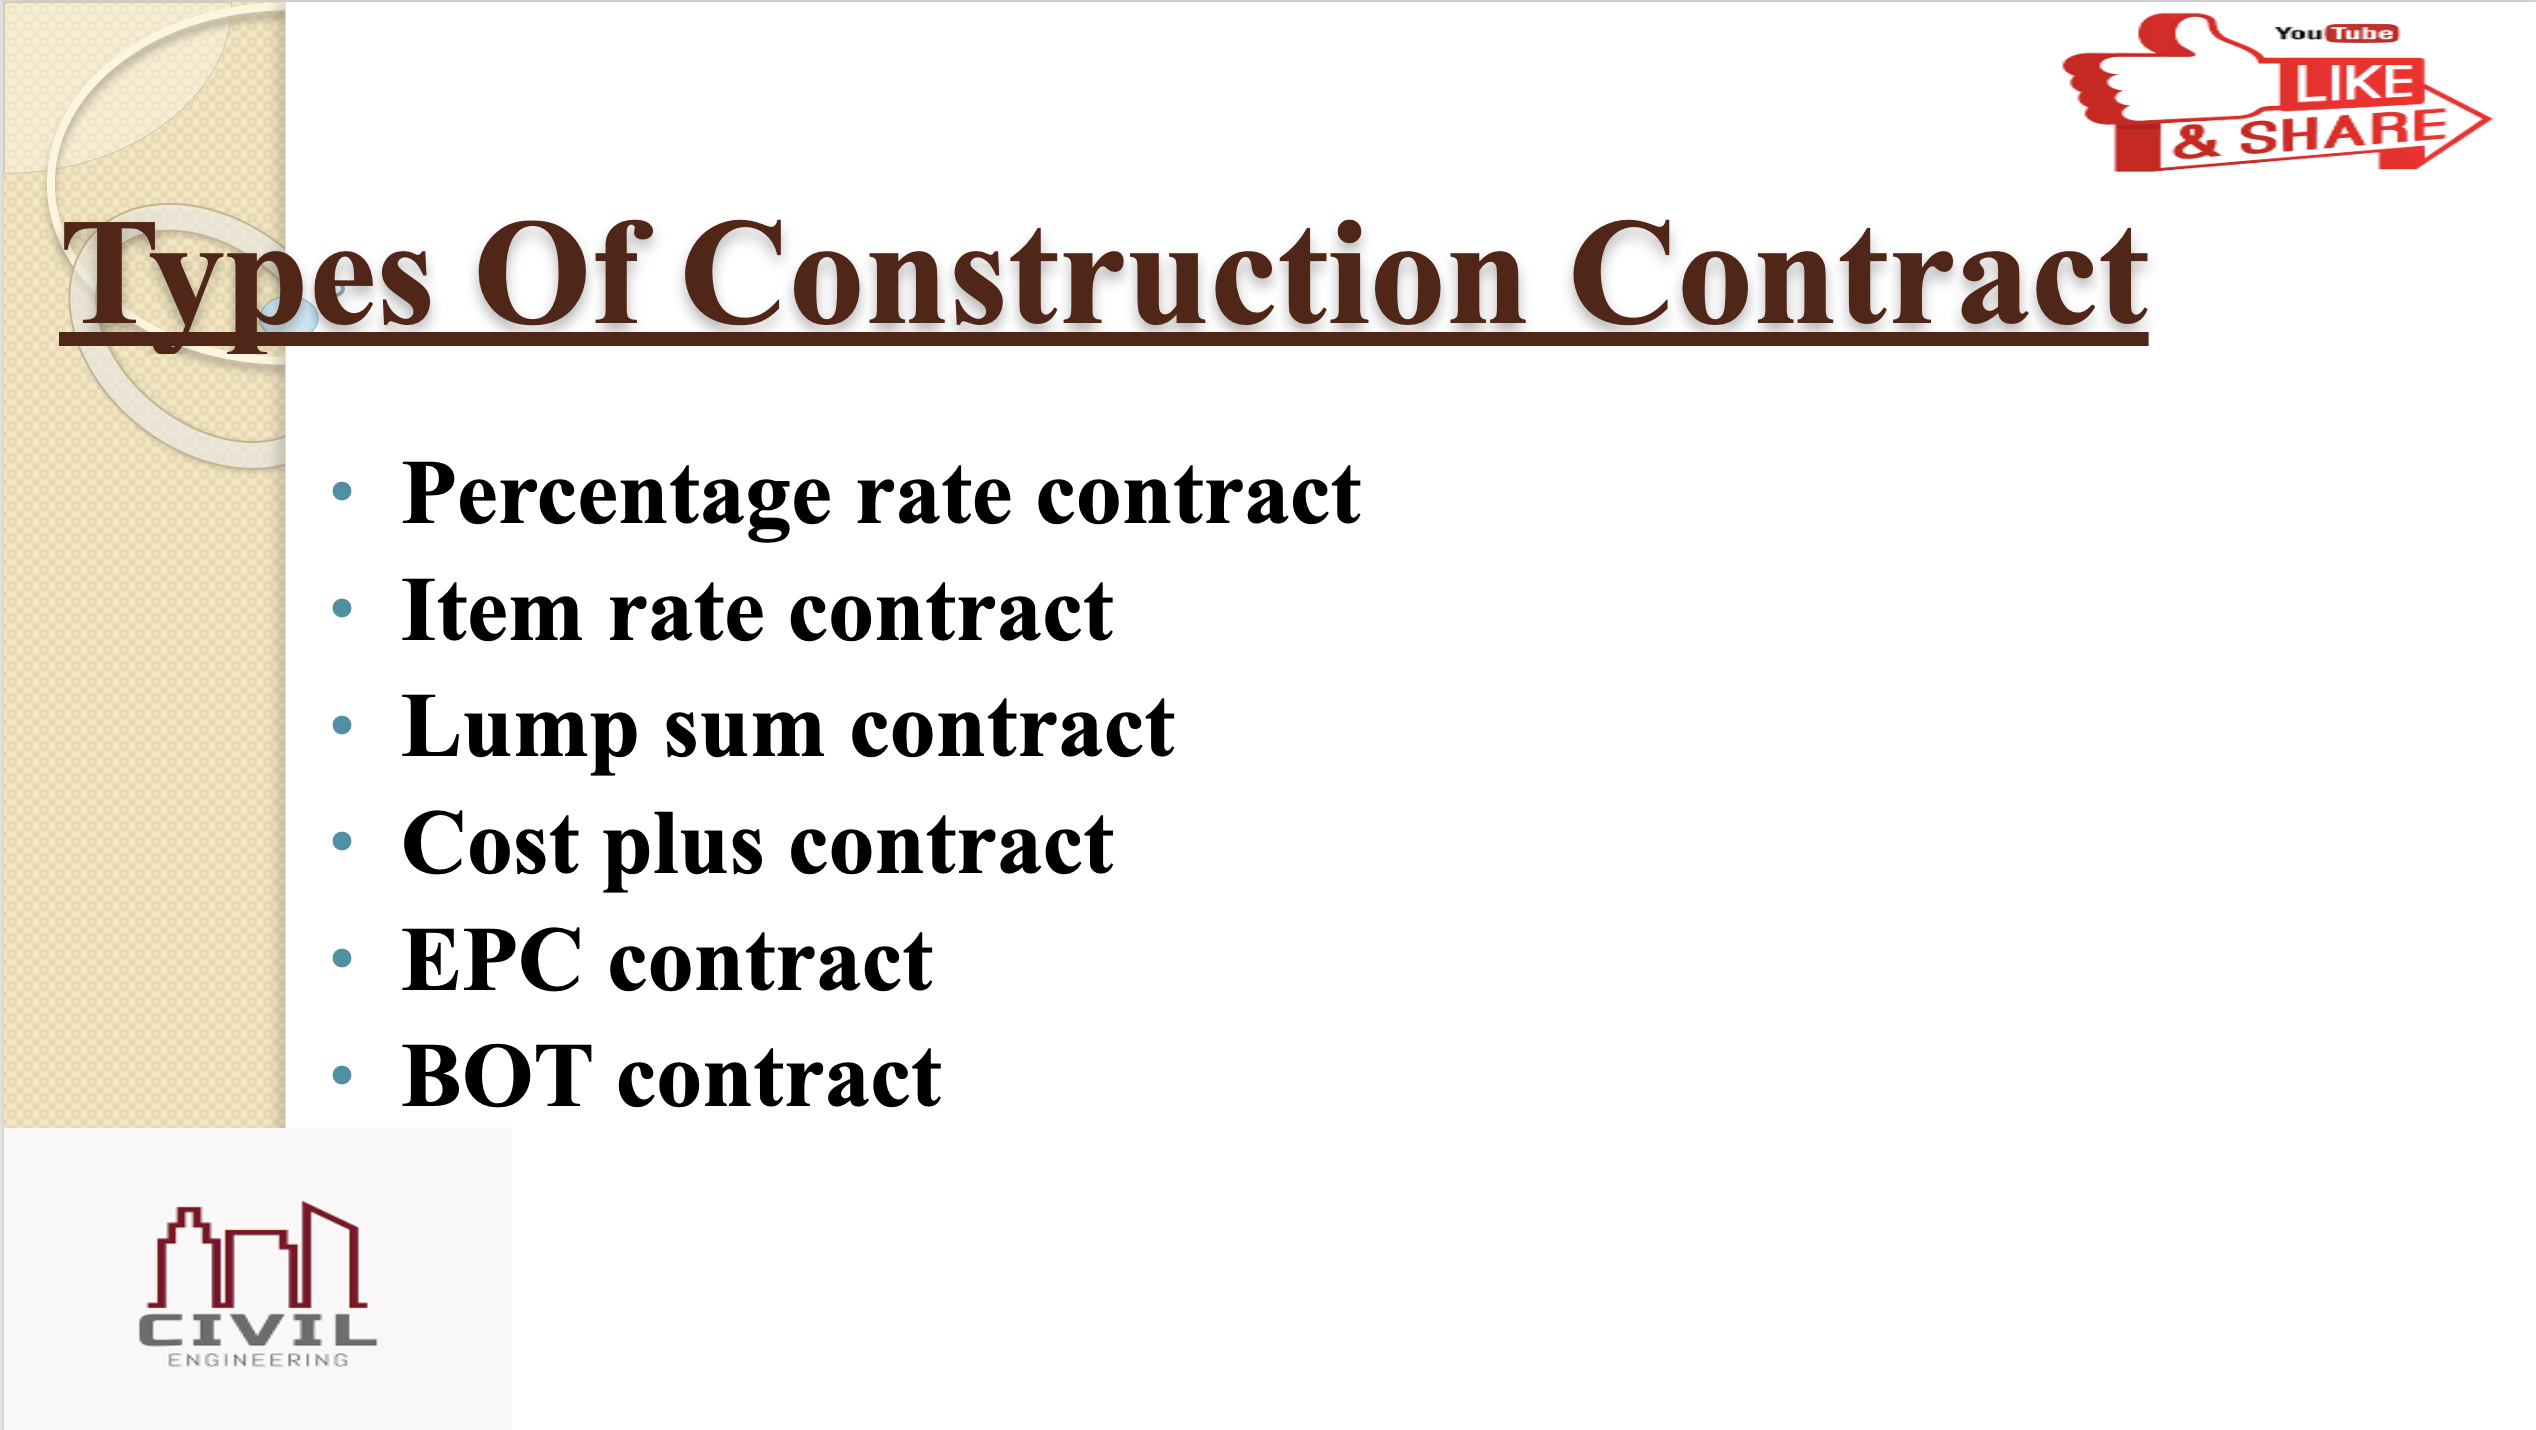 YouTube
LIKE
& SHARE
Types Of Construction Contract
• Percentage rate contract
• Item rate contract
• Lump sum contract
• Cost plus contract
• EPC contract
• BOT contract
CIVIL
ENGINEERING